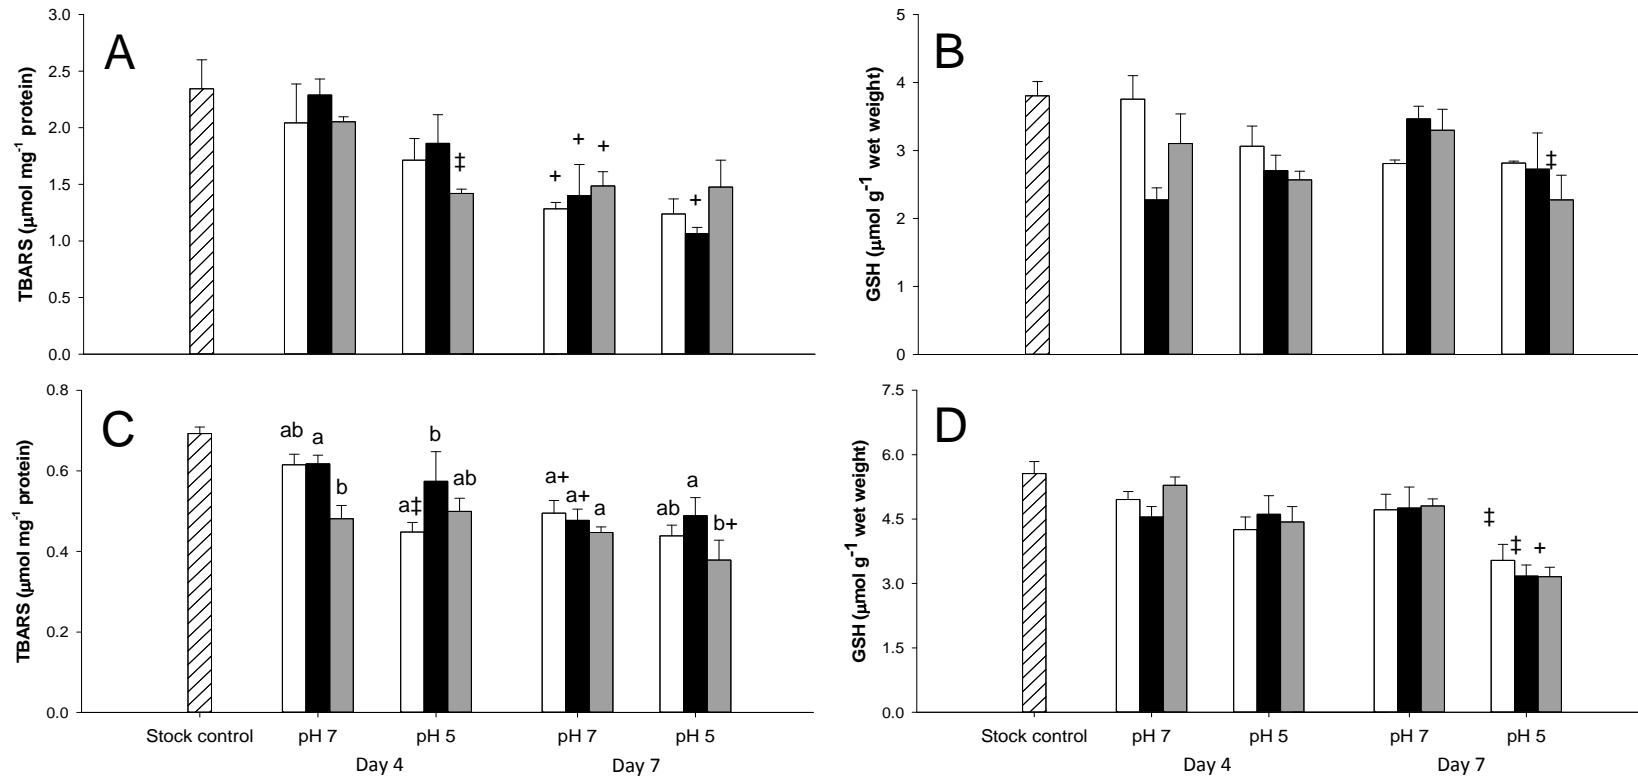 A
TBARS (µmol mg⁻¹ protein)
3.0
2.5
2.0
1.5
1.0
0.5
0.0
‡
+
+
+
+
B
GSH (µmol g⁻¹ wet weight)
5
4
3
2
1
0
‡
C
TBARS (µmol mg⁻¹ protein)
0.8
0.6
0.4
0.2
0.0
ab
a
b
a‡
b
ab
a+
a+
a
ab
a
b+
Stock control
pH 7
pH 5
pH 7
pH 5
Day 4
Day 7
D
GSH (µmol g⁻¹ wet weight)
7.5
6.0
4.5
3.0
1.5
0.0
‡
‡
+
Stock control
pH 7
pH 5
pH 7
pH 5
Day 4
Day 7